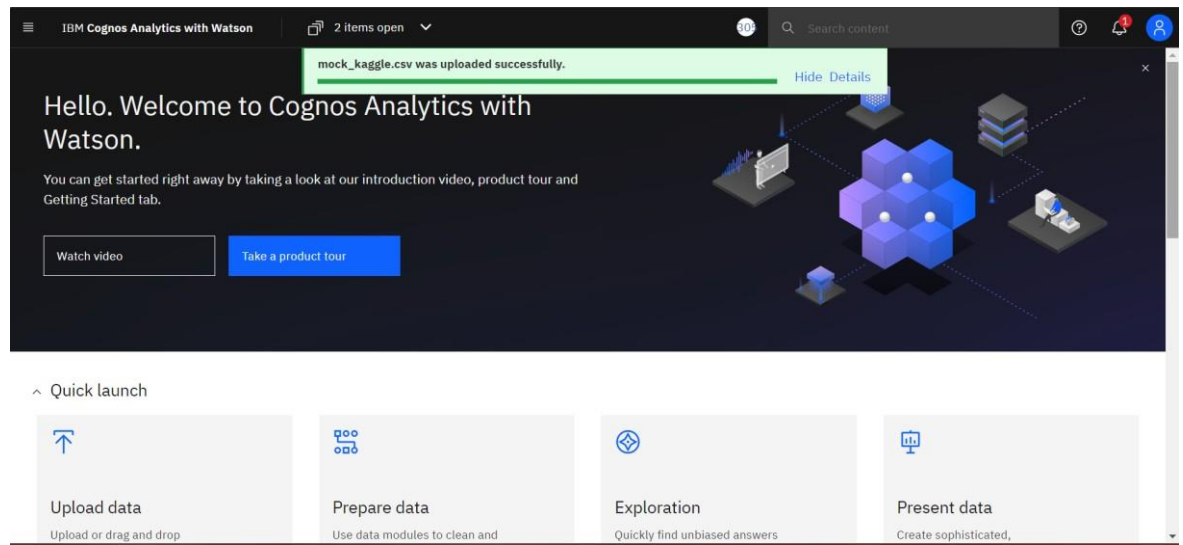 IBM Cognos Analytics with Watson
2 items open
305
Search content
1
mock_kaggle.csv was uploaded successfully.
Hide Details
Hello. Welcome to Cognos Analytics with
Watson.
You can get started right away by taking a look at our introduction video, product tour and
Getting Started tab.
Watch video
Take a product tour
Quick launch
Upload data
Upload or drag and drop
Prepare data
Use data modules to clean and
Exploration
Quickly find unbiased answers
Present data
Create sophisticated,